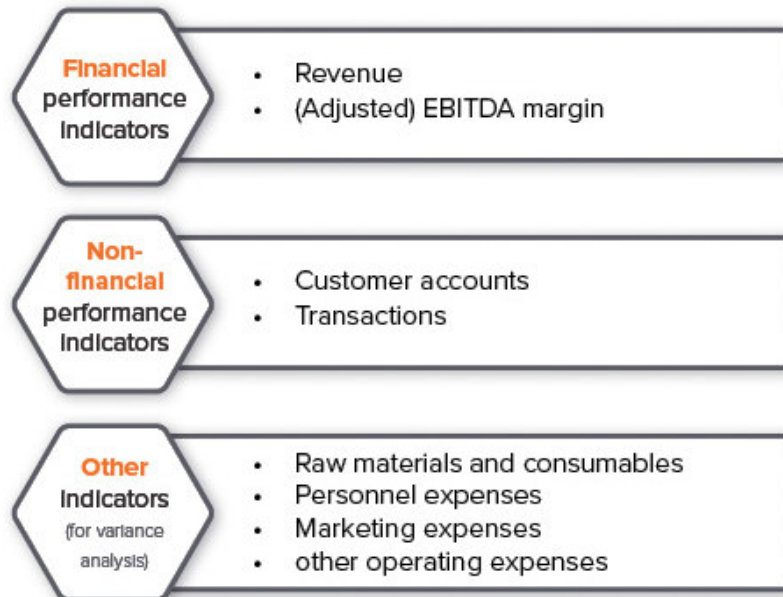 Financial
performance
indicators
• Revenue
• (Adjusted) EBITDA margin
Non-
financial
performance
indicators
• Customer accounts
• Transactions
Other
indicators
(for variance
analysis)
• Raw materials and consumables
• Personnel expenses
• Marketing expenses
• other operating expenses